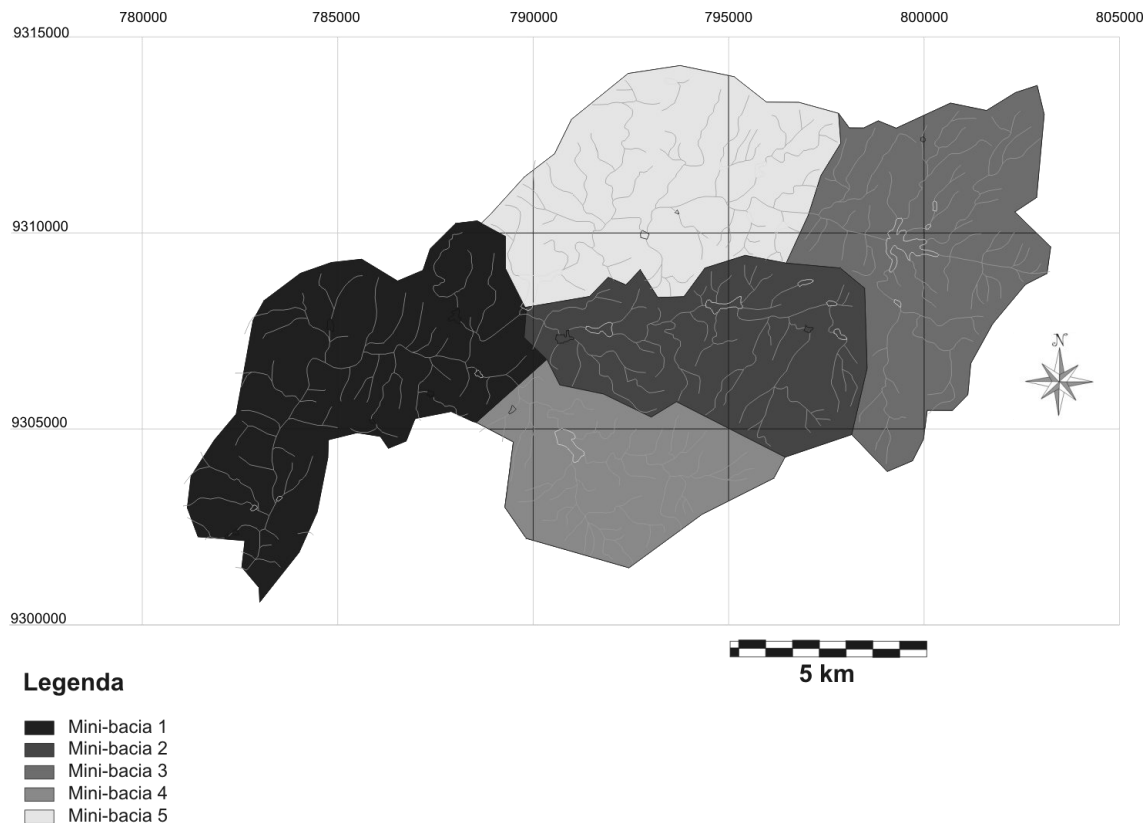 780000 785000 790000 795000 800000 805000
9315000
9310000
9305000
9300000
N
5 km
Legenda
Mini-bacia 1
Mini-bacia 2
Mini-bacia 3
Mini-bacia 4
Mini-bacia 5